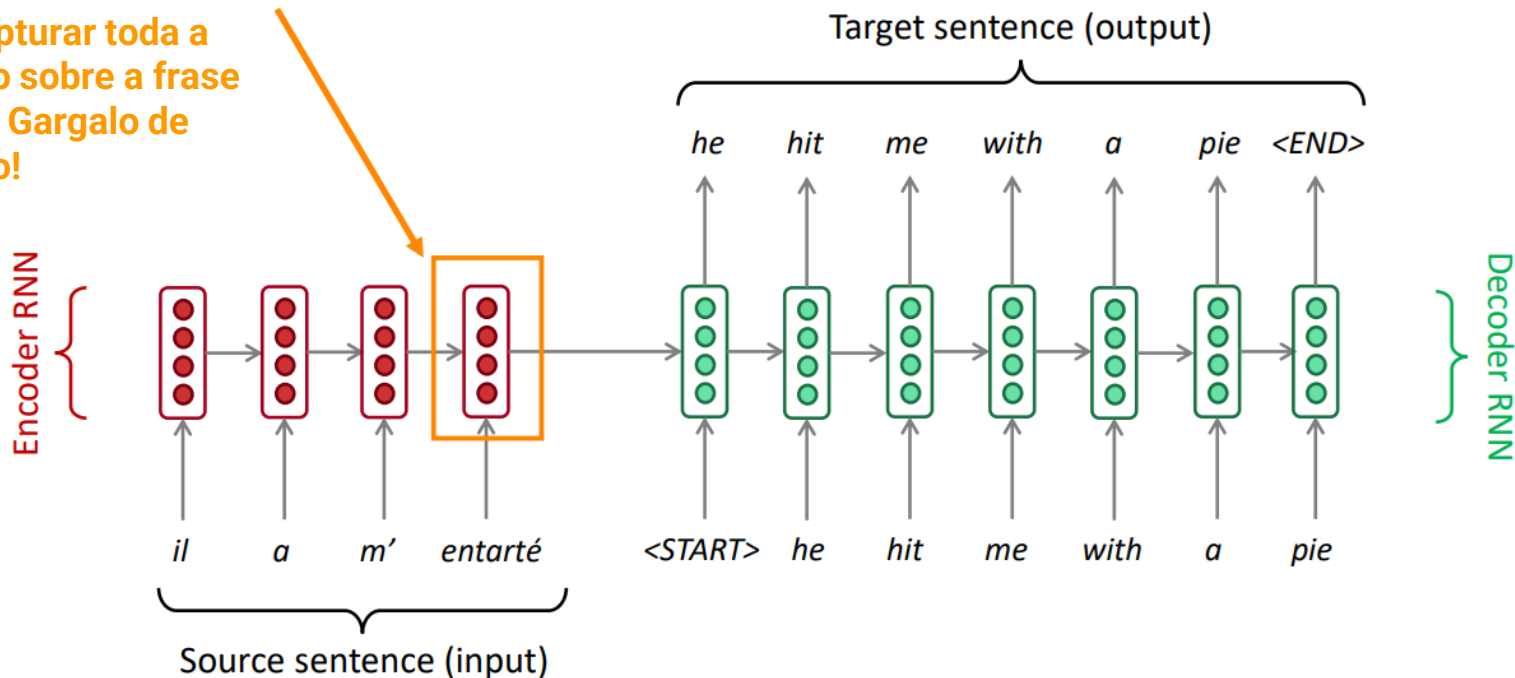 pturar toda a
o sobre a frase
Gargalo de
o!
Target sentence (output)
he hit me with a pie <END>
Encoder RNN
Decoder RNN
il a m’ entarté <START> he hit me with a pie
Source sentence (input)